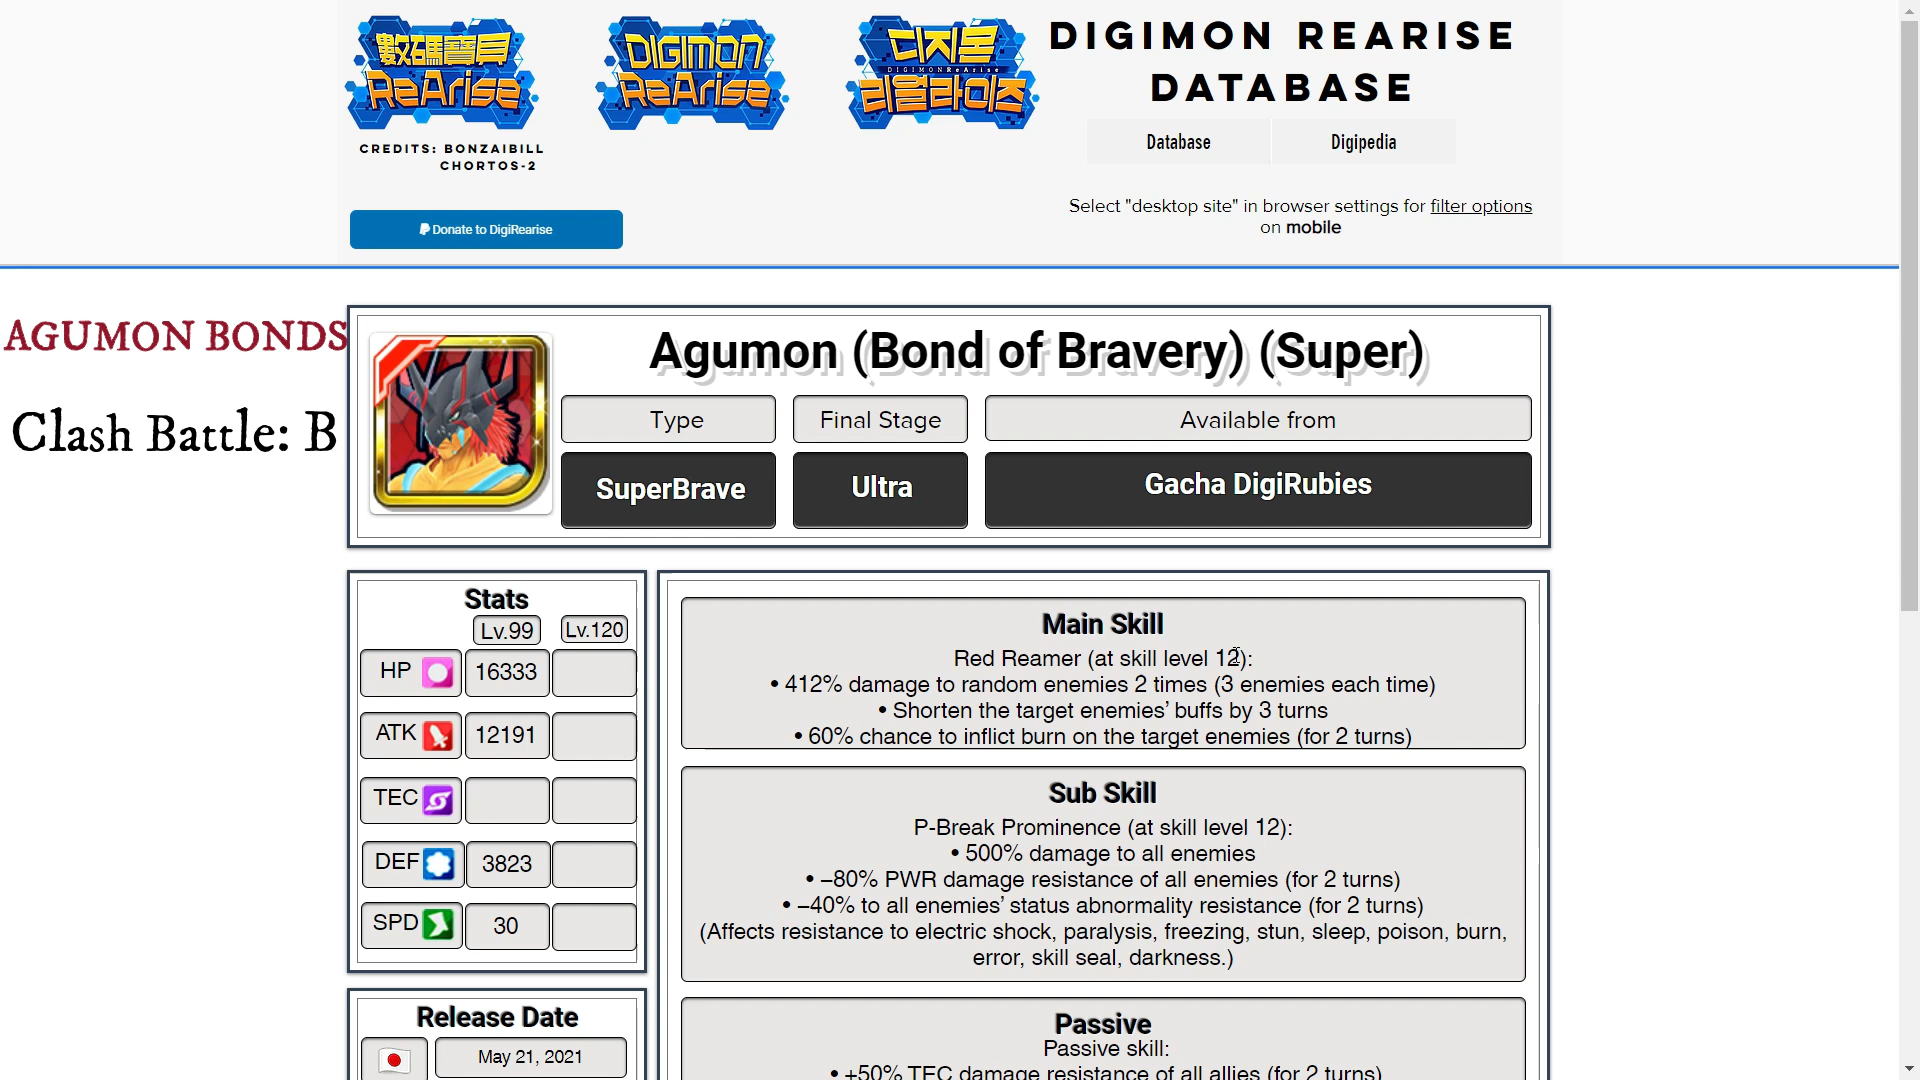 數碼寶貝
ReArise
DIGIMON
ReArise
디지몬
DIGIMON ReArise
리얼라이즈
DIGIMON REARISE
DATABASE
CREDITS: BONZAIBILL
CHORTOS-2
Database
Digipedia
Select "desktop site" in browser settings for filter options
on mobile
Donate to DigiRearise
AGUMON BONDS
Clash Battle: B
Agumon (Bond of Bravery) (Super)
Type
Final Stage
Available from
SuperBrave
Ultra
Gacha DigiRubies
Stats
Lv.99
Lv.120
HP
16333
ATK
12191
TEC
DEF
3823
SPD
30
Release Date
May 21, 2021
Main Skill
Red Reamer (at skill level 12):
• 412% damage to random enemies 2 times (3 enemies each time)
• Shorten the target enemies’ buffs by 3 turns
• 60% chance to inflict burn on the target enemies (for 2 turns)
Sub Skill
P-Break Prominence (at skill level 12):
• 500% damage to all enemies
• −80% PWR damage resistance of all enemies (for 2 turns)
• −40% to all enemies’ status abnormality resistance (for 2 turns)
(Affects resistance to electric shock, paralysis, freezing, stun, sleep, poison, burn,
error, skill seal, darkness.)
Passive
Passive skill:
• +50% TEC damage resistance of all allies (for 2 turns)